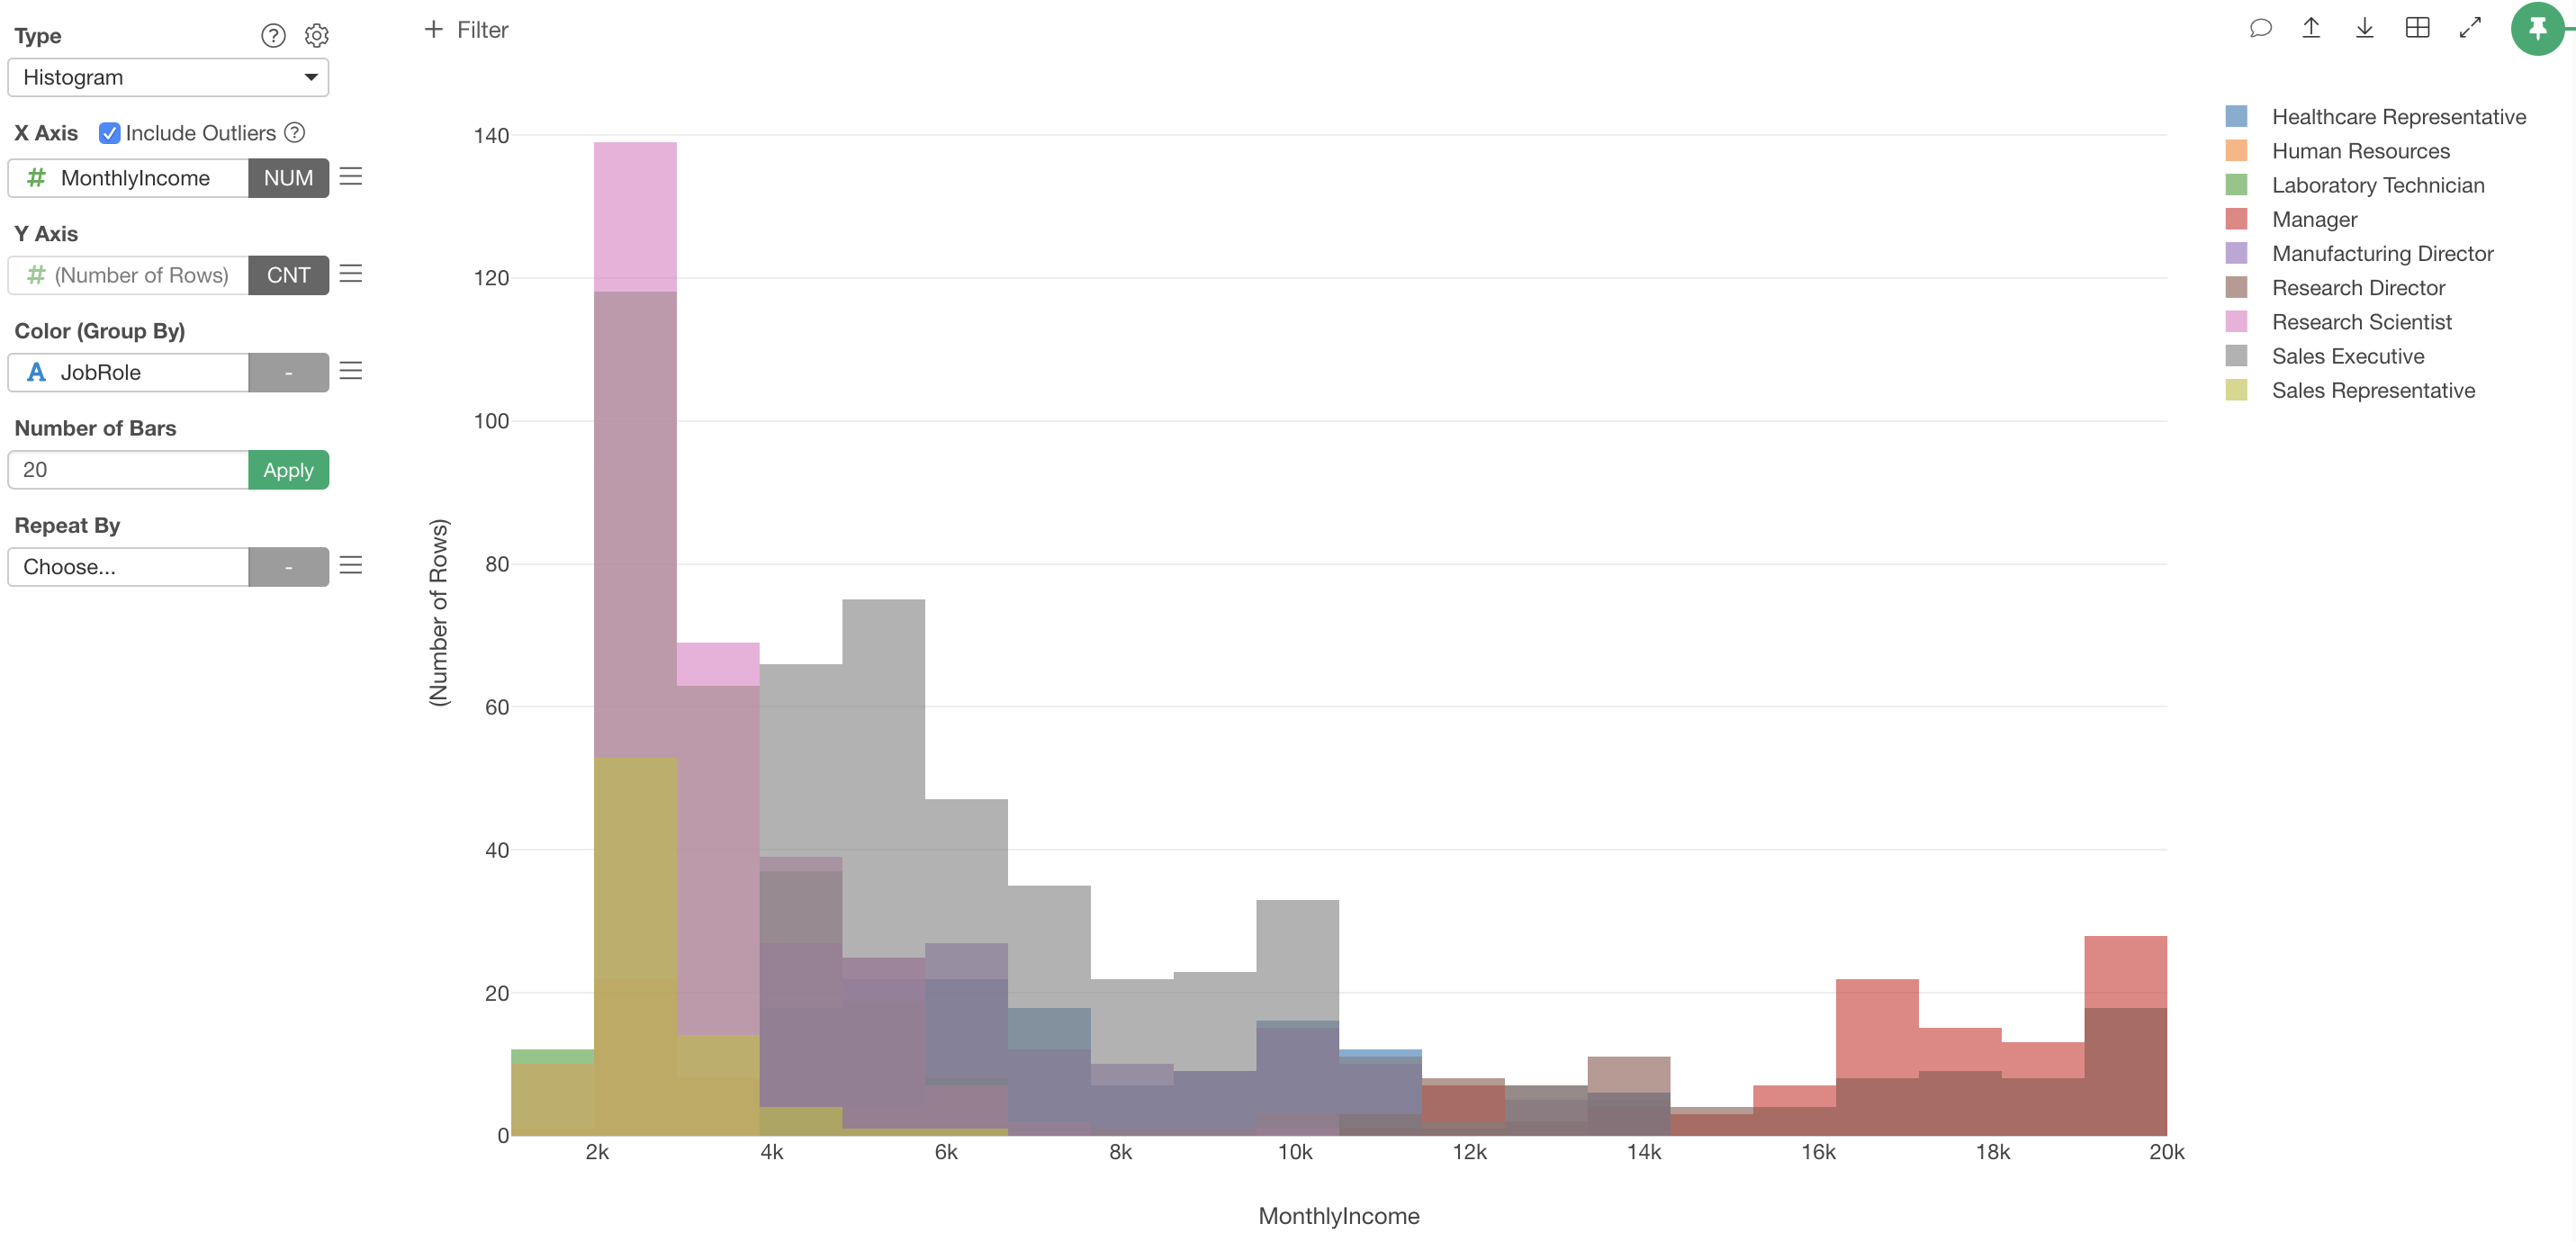 Type
Histogram
X Axis Include Outliers
# MonthlyIncome NUM
Y Axis
# (Number of Rows) CNT
Color (Group By)
A JobRole -
Number of Bars
20 Apply
Repeat By
Choose... -
+ Filter
140
120
100
80
60
40
20
0
(Number of Rows)
2k 4k 6k 8k 10k 12k 14k 16k 18k 20k
MonthlyIncome
Healthcare Representative
Human Resources
Laboratory Technician
Manager
Manufacturing Director
Research Director
Research Scientist
Sales Executive
Sales Representative